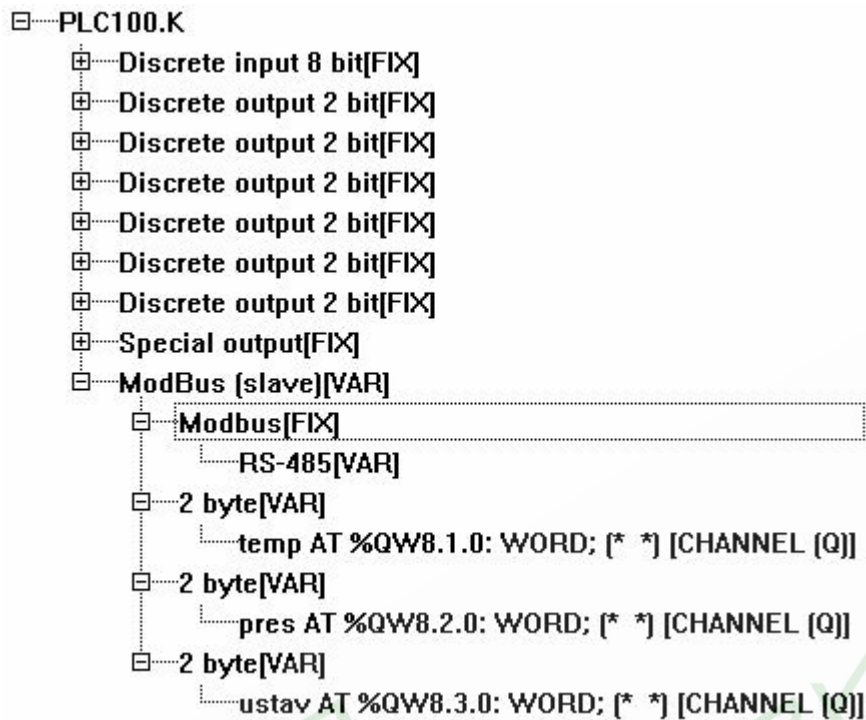 PLC100.K
Discrete input 8 bit[FIX]
Discrete output 2 bit[FIX]
Discrete output 2 bit[FIX]
Discrete output 2 bit[FIX]
Discrete output 2 bit[FIX]
Discrete output 2 bit[FIX]
Discrete output 2 bit[FIX]
Special output[FIX]
ModBus (slave)[VAR]
Modbus[FIX]
RS-485[VAR]
2 byte[VAR]
temp AT %QW8.1.0: WORD; (* *) [CHANNEL (Q)]
2 byte[VAR]
pres AT %QW8.2.0: WORD; (* *) [CHANNEL (Q)]
2 byte[VAR]
ustav AT %QW8.3.0: WORD; (* *) [CHANNEL (Q)]